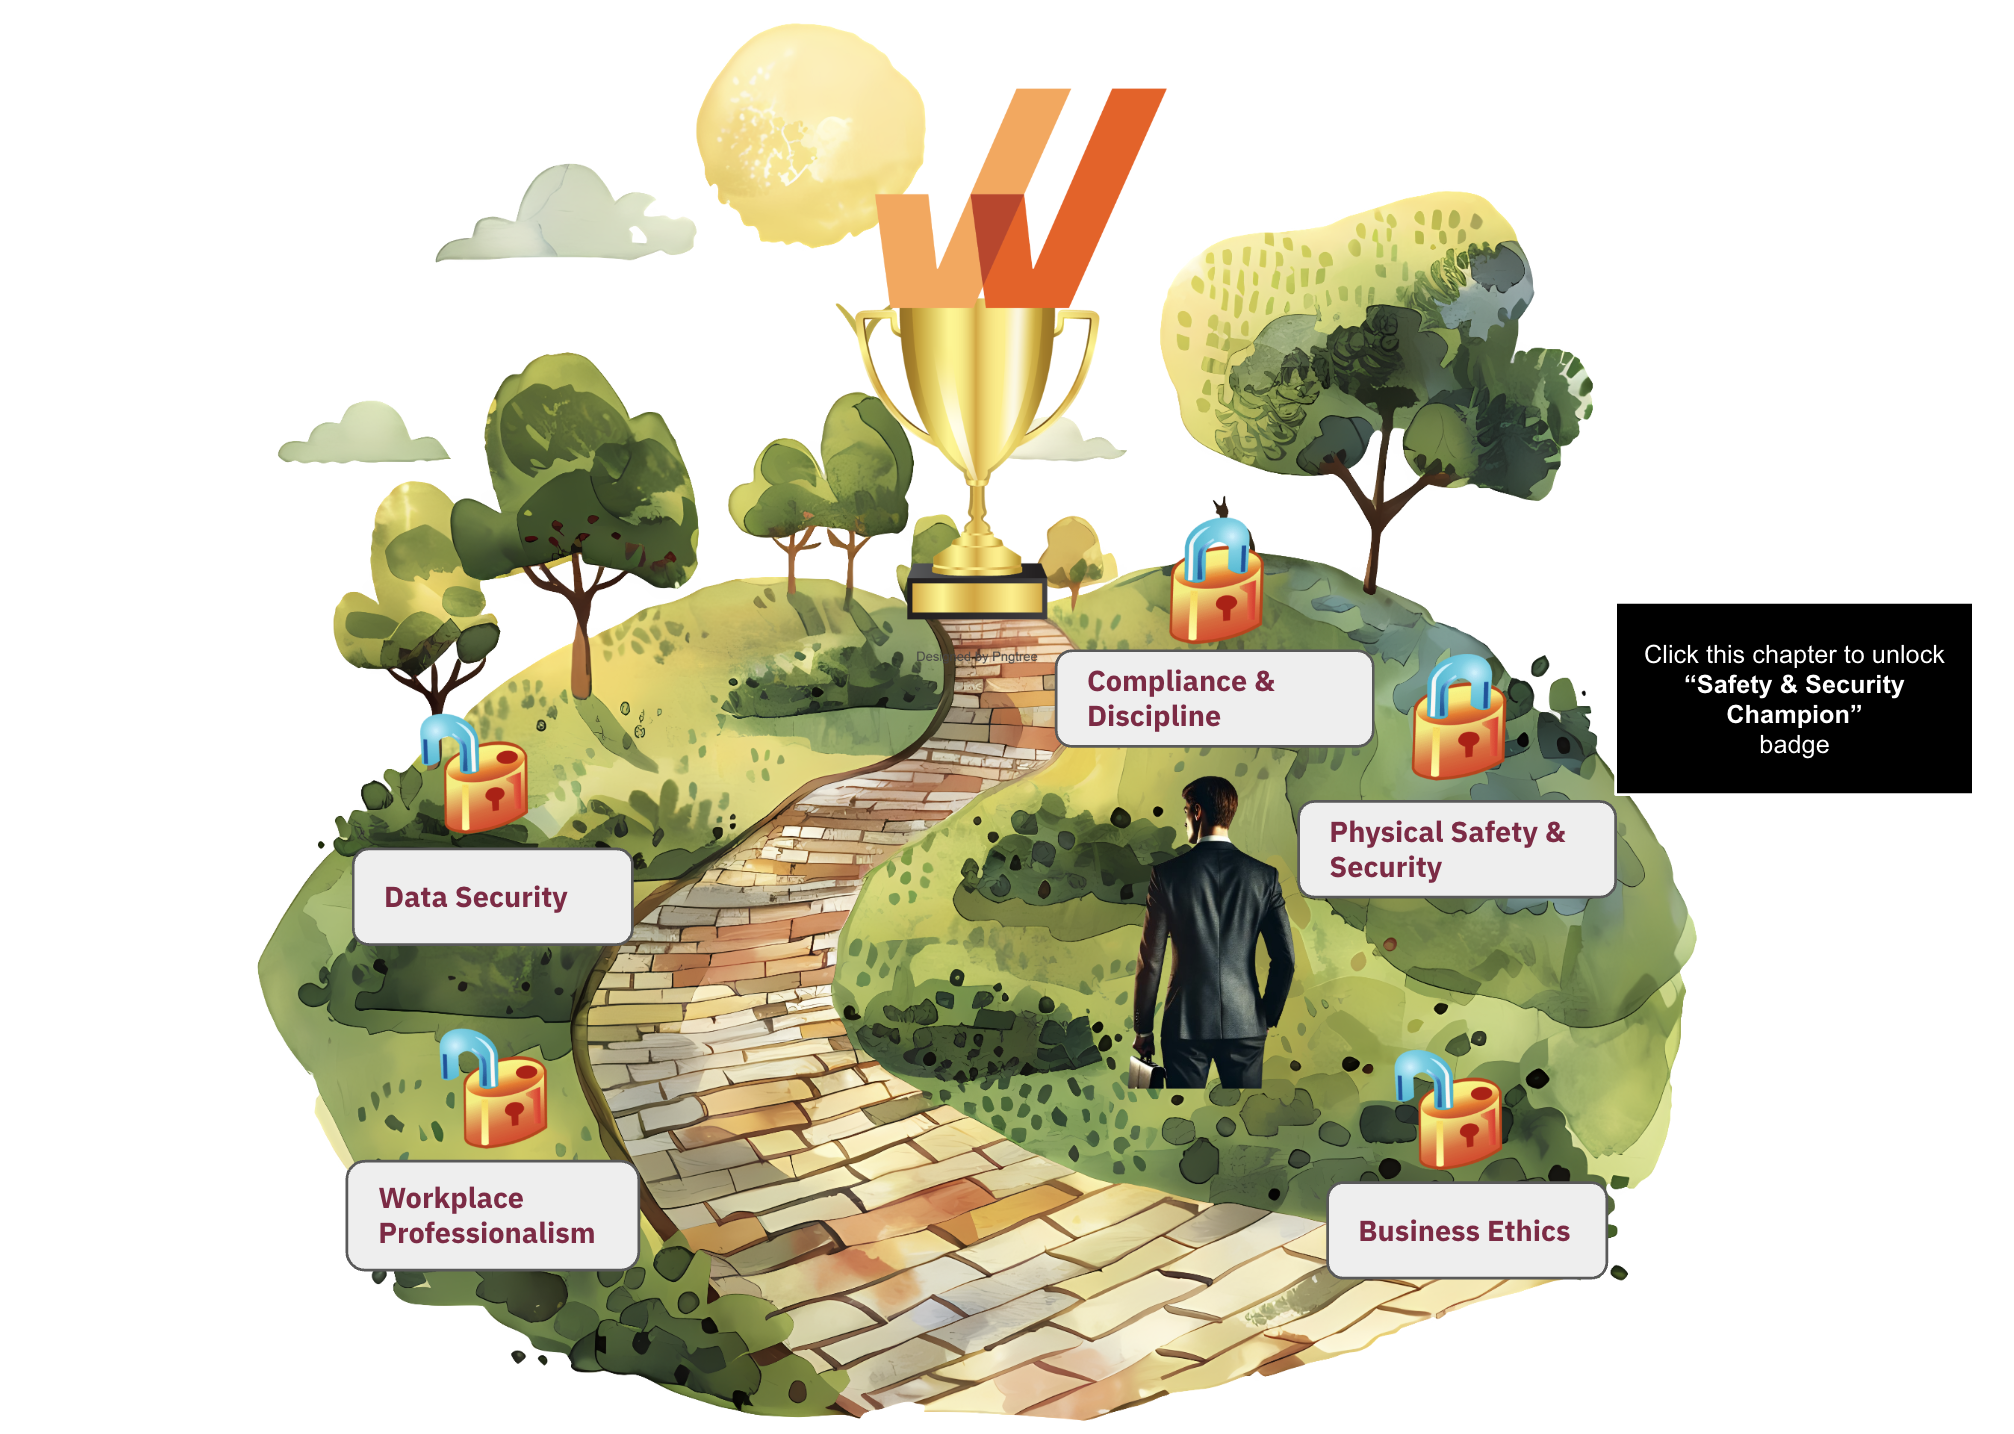 Designed by Pngtree
Compliance &
Discipline
Click this chapter to unlock
“Safety & Security
Champion”
badge
Physical Safety &
Security
Data Security
Workplace
Professionalism
Business Ethics